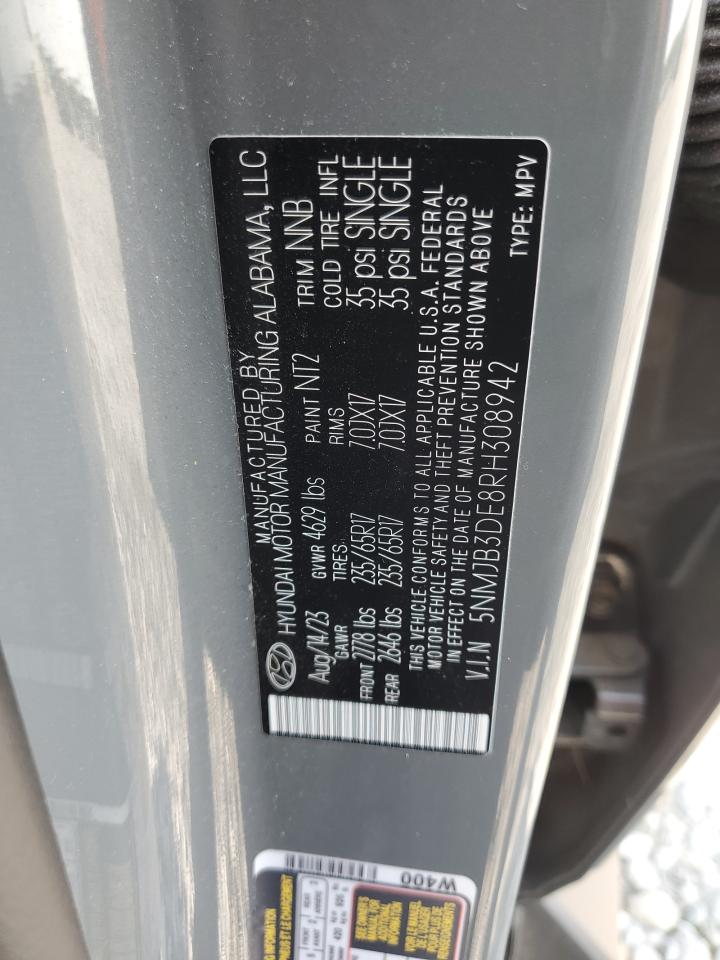 MANUFACTURED BY
HYUNDAI MOTOR MANUFACTURING ALABAMA, LLC
Aug/14/23 GVWR 4629 lbs PAINT NT2 TRIM NNB
GAWR TIRES: RIMS COLD TIRE INFL
FRONT 2778 lbs 235/65R17 7.0JX17 35 psi SINGLE
REAR 2646 lbs 235/65R17 7.0JX17 35 psi SINGLE
THIS VEHICLE CONFORMS TO ALL APPLICABLE U.S.A. FEDERAL
MOTOR VEHICLE SAFETY AND THEFT PREVENTION STANDARDS
IN EFFECT ON THE DATE OF MANUFACTURE SHOWN ABOVE
V.I.N 5NMJB3DE8RH308942
TYPE: MPV
W400